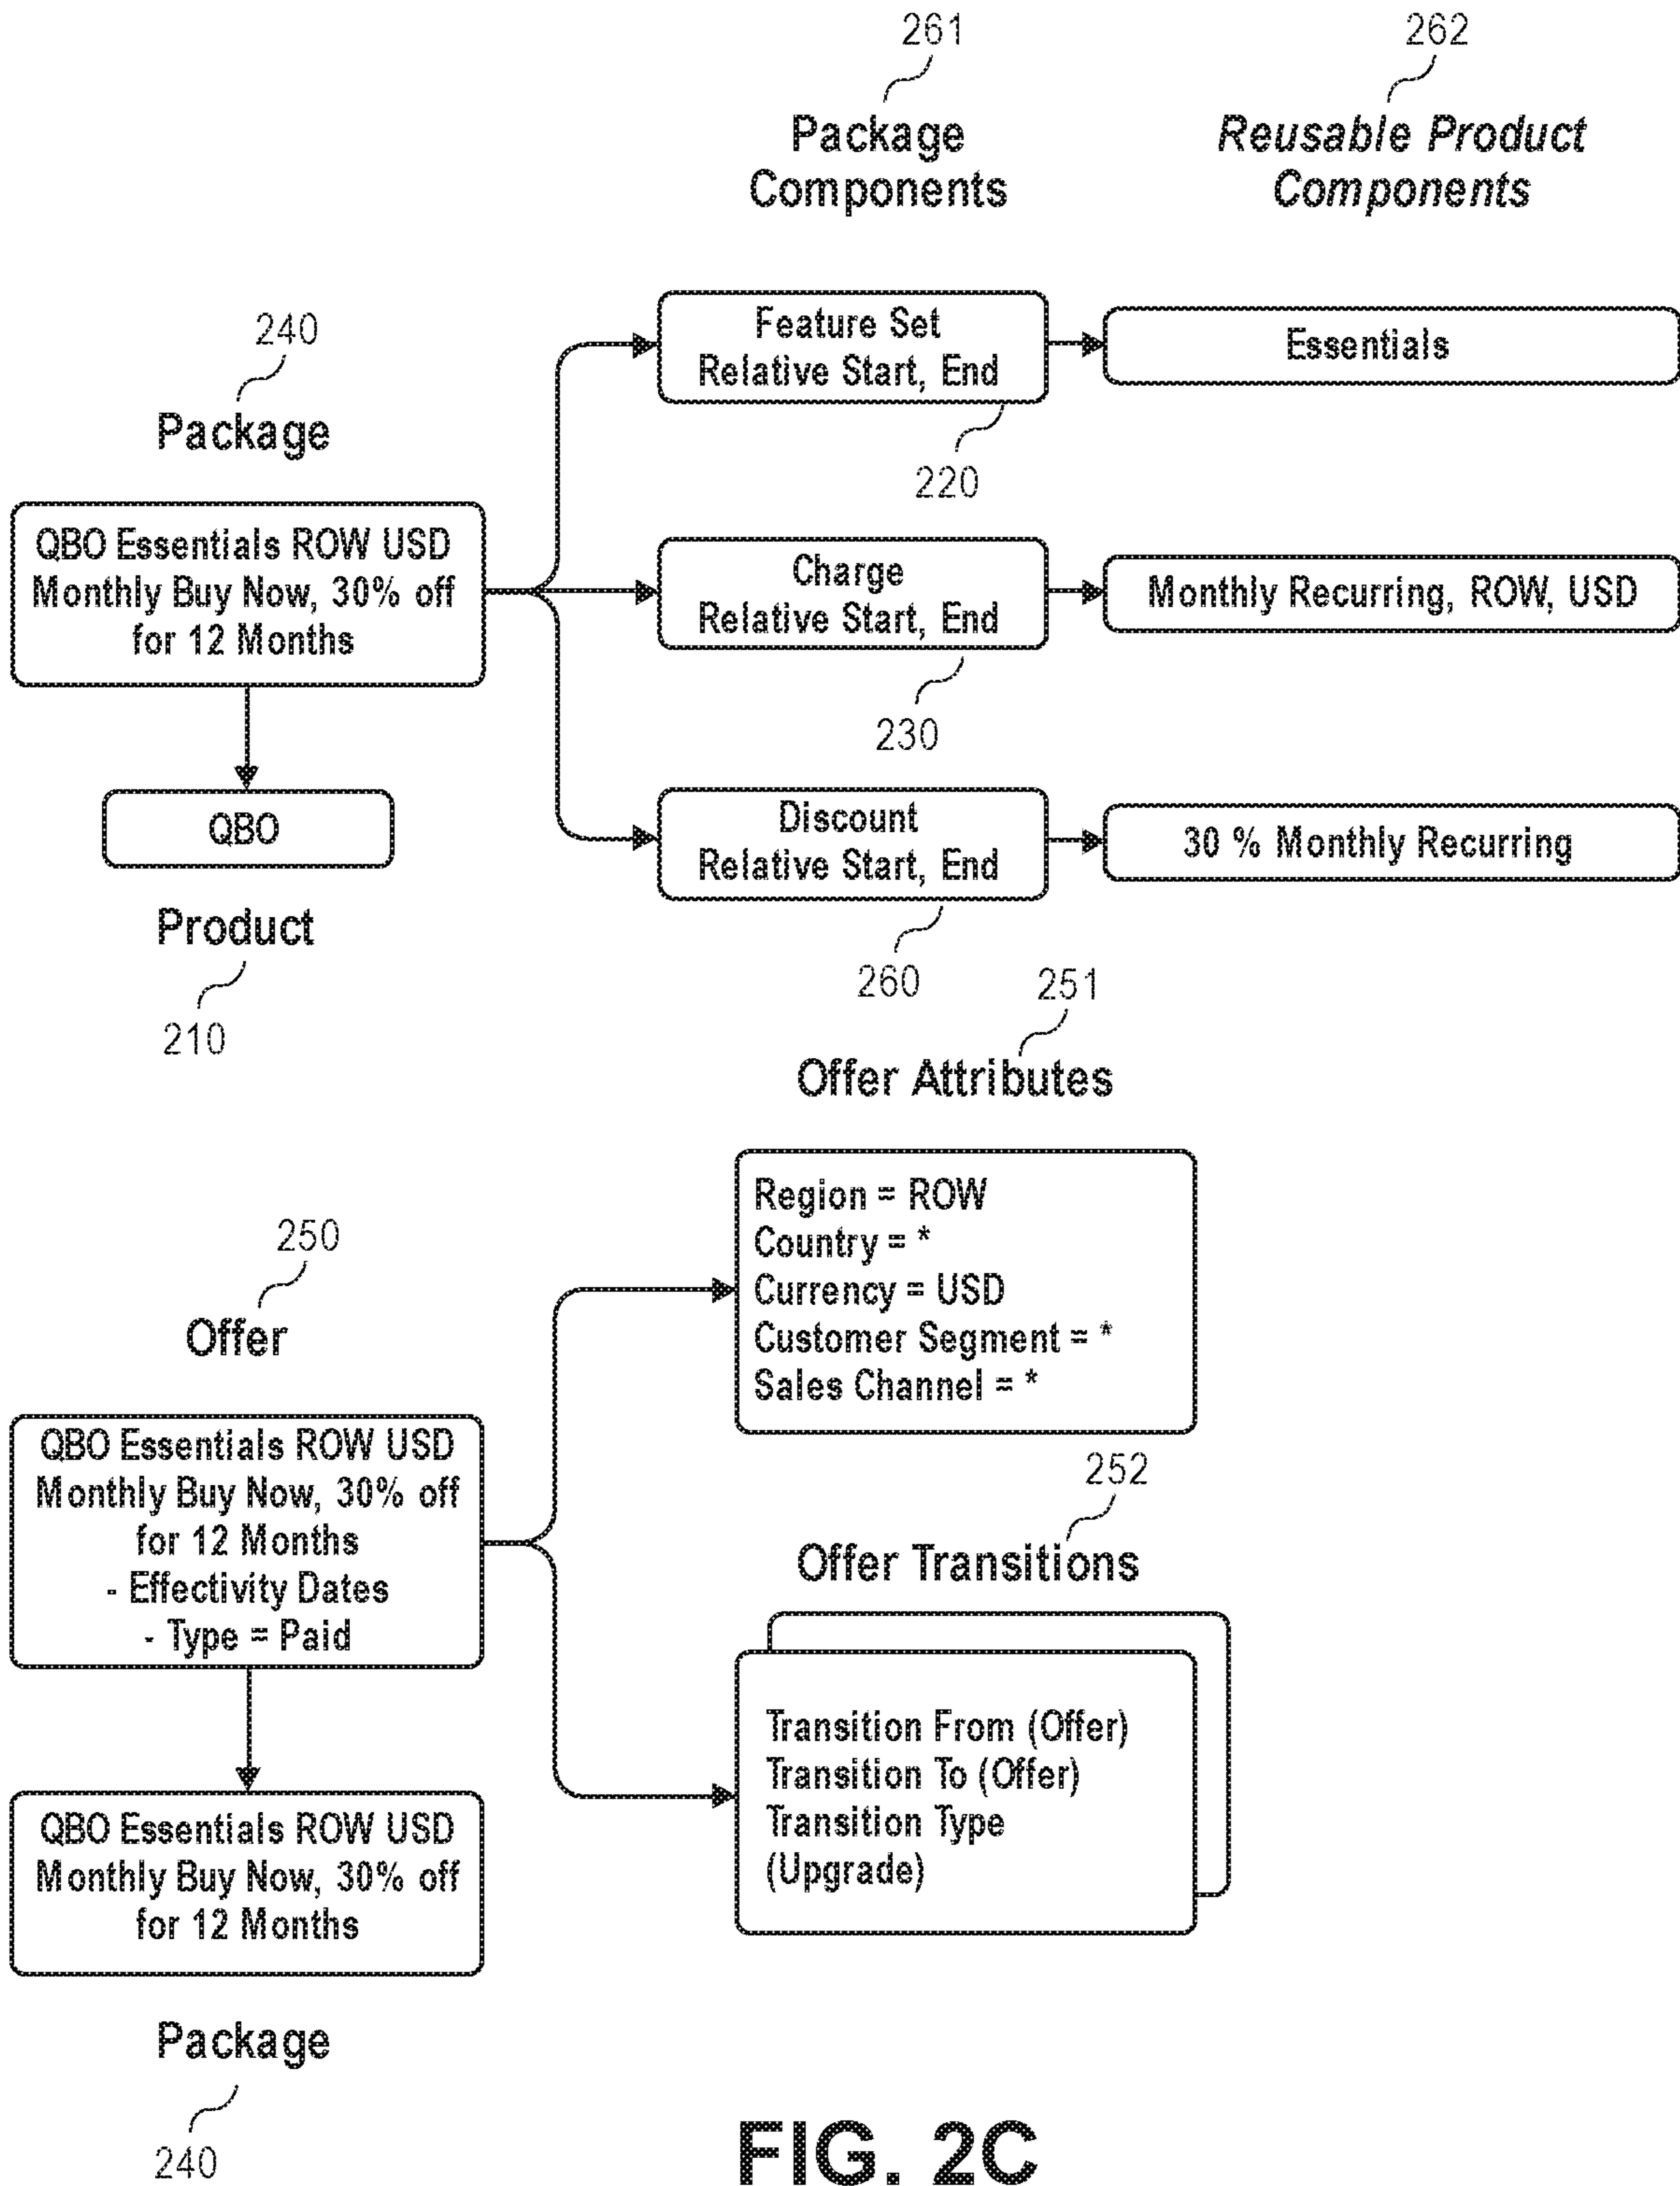 261
262
Package
Components
Reusable Product
Components
240
Package
Feature Set
Relative Start, End
Essentials
220
QBO Essentials ROW USD
Monthly Buy Now, 30% off
for 12 Months
Charge
Relative Start, End
Monthly Recurring, ROW, USD
230
QBO
Discount
Relative Start, End
30 % Monthly Recurring
Product
260
210
251
Offer Attributes
Region = ROW
Country = *
Currency = USD
Customer Segment = *
Sales Channel = *
250
Offer
QBO Essentials ROW USD
Monthly Buy Now, 30% off
for 12 Months
- Effectivity Dates
- Type = Paid
252
Offer Transitions
Transition From (Offer)
Transition To (Offer)
Transition Type
(Upgrade)
QBO Essentials ROW USD
Monthly Buy Now, 30% off
for 12 Months
Package
240
FIG. 2C